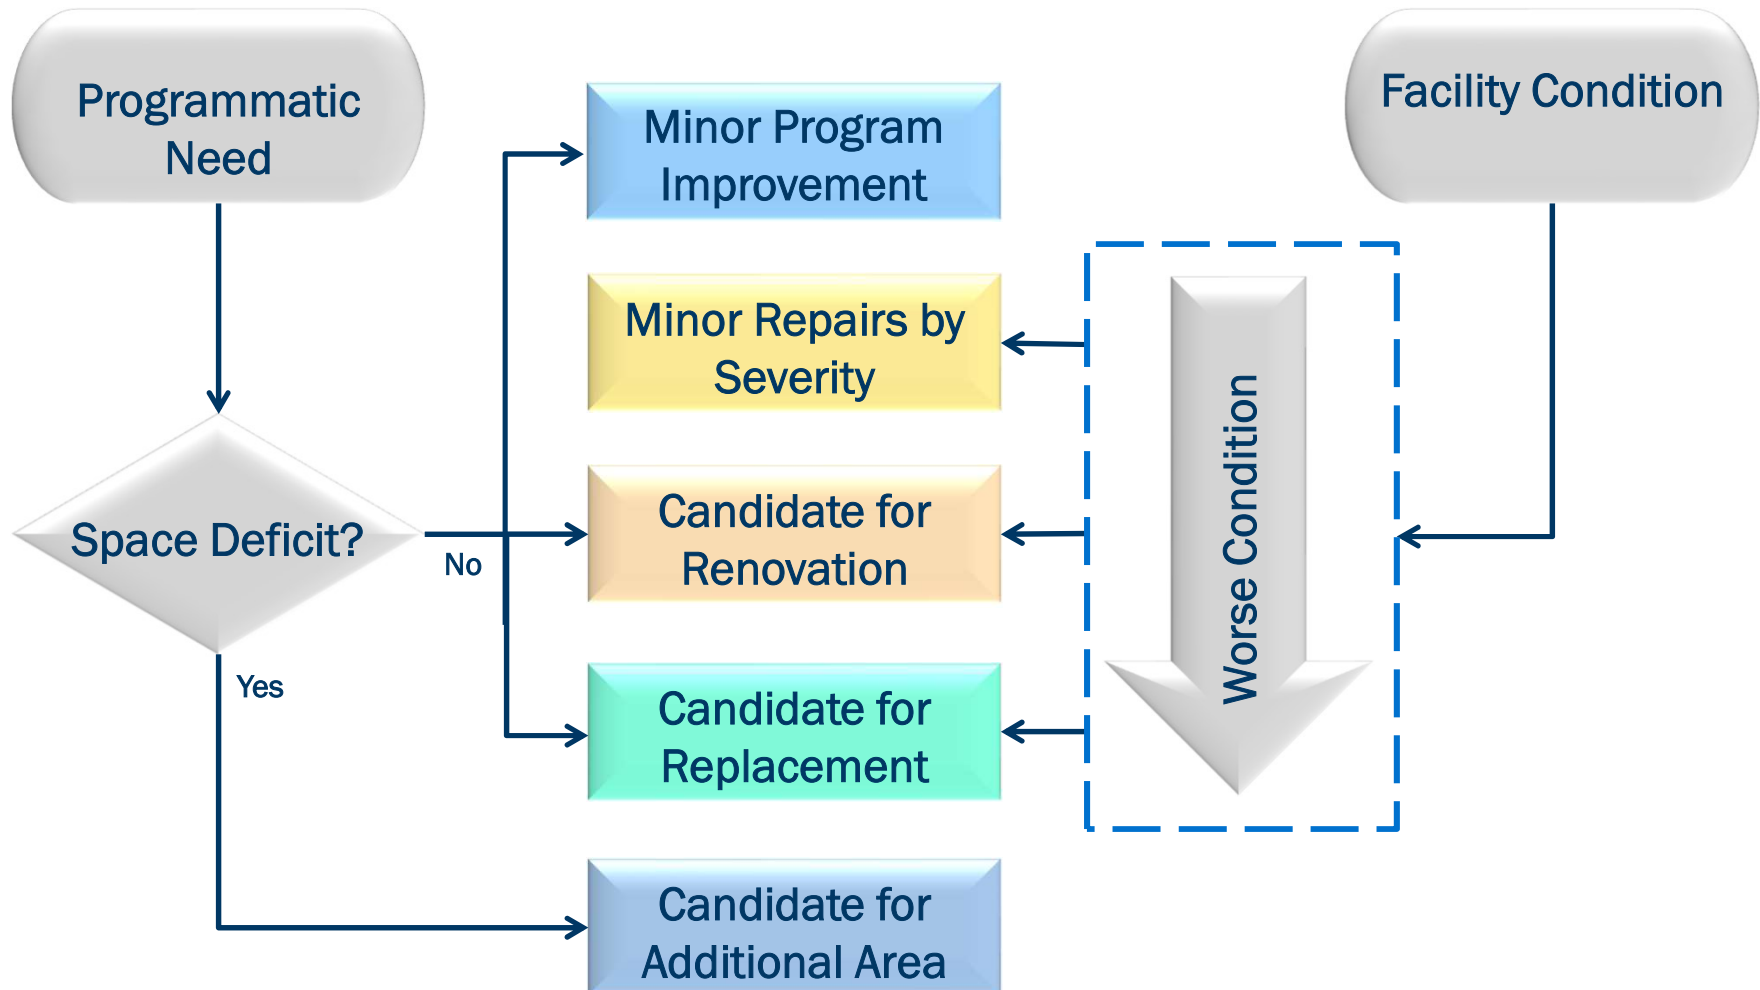 Programmatic
Need
Facility Condition
Minor Program
Improvement
Minor Repairs by
Severity
Space Deficit?
No
Yes
Candidate for
Renovation
Candidate for
Replacement
Candidate for
Additional Area
Worse Condition